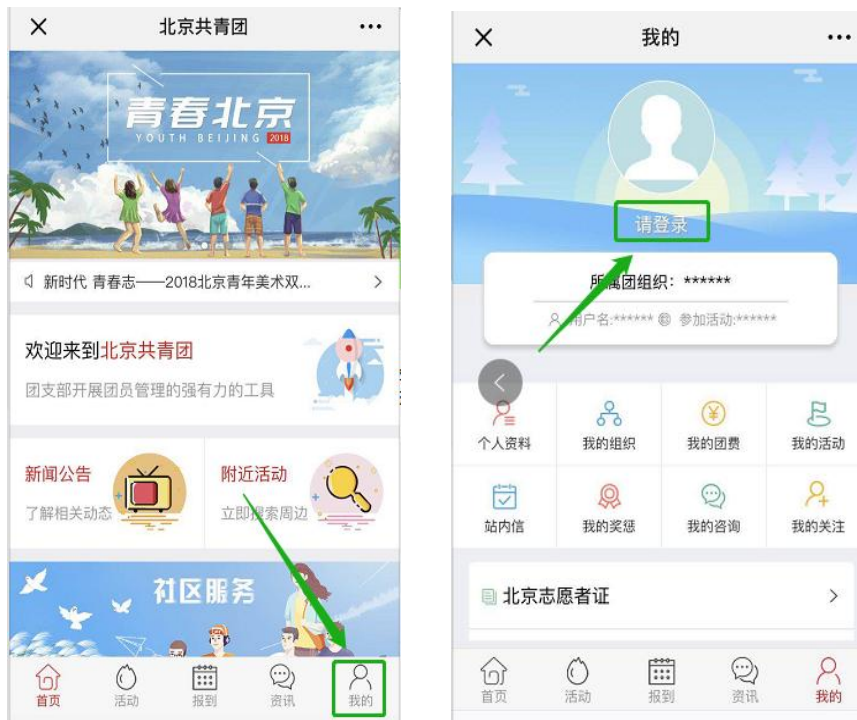 北京共青团
青春北京
YOUTH BEIJING 2018
新时代 青春志——2018北京青年美术双...
欢迎来到北京共青团
团支部开展团员管理的强有力的工具
新闻公告
了解相关动态
附近活动
立即搜索周边
社区服务
首页
活动
报到
资讯
我的
我的
请登录
所属团组织：******
用户名:****** 参加活动:******
个人资料
我的组织
我的团费
我的活动
站内信
我的奖惩
我的咨询
我的关注
北京志愿者证
首页
活动
报到
资讯
我的